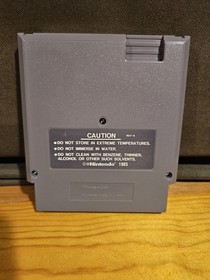 CAUTION
●DO NOT STORE IN EXTREME TEMPERATURES.
●DO NOT IMMERSE IN WATER.
●DO NOT CLEAN WITH BENZENE, THINNER,
ALCOHOL OR OTHER SUCH SOLVENTS.
©Nintendo 1985